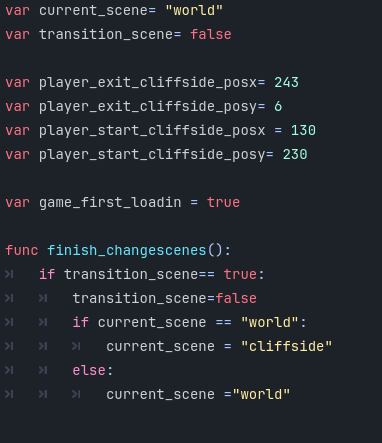 var current_scene= "world"
var transition_scene= false
var player_exit_cliffside_posx= 243
var player_exit_cliffside_posy= 6
var player_start_cliffside_posx = 130
var player_start_cliffside_posy= 230
var game_first_loadin = true
func finish_changescenes():
if transition_scene== true:
transition_scene=false
if current_scene == "world":
current_scene = "cliffside"
else:
current_scene ="world"